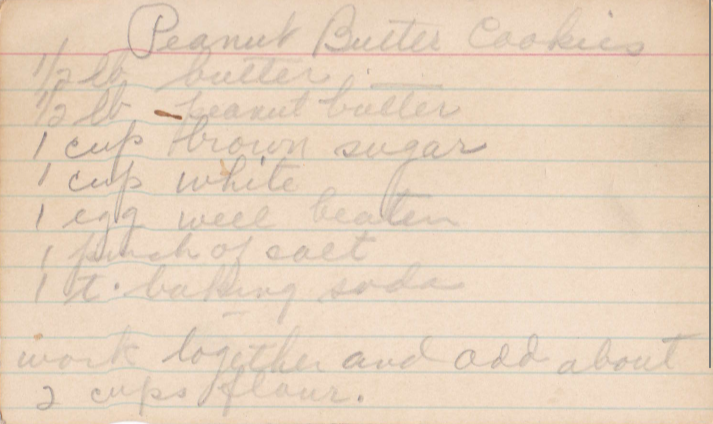 Peanut Butter Cookies
1/2 lb butter.
1/2 lb peanut butter
1 cup brown sugar
1 cup white
1 egg well beaten
1 pinch of salt
1 t. baking soda
work together and add about
2 cups flour.